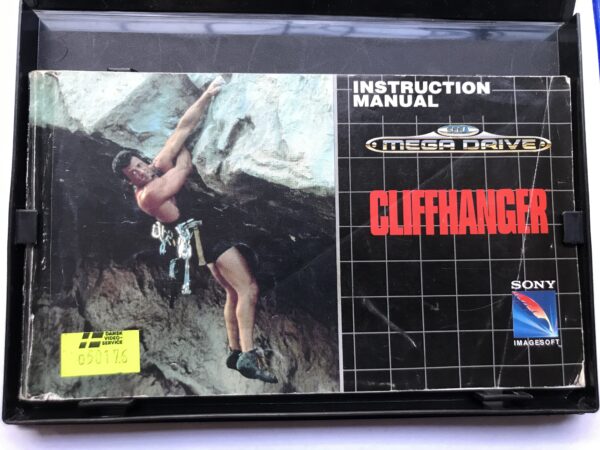 INSTRUCTION
MANUAL
SEGA
MEGA DRIVE
CLIFFHANGER
SONY
IMAGESOFT
DANSK
VIDEO-
SERVICE
050176